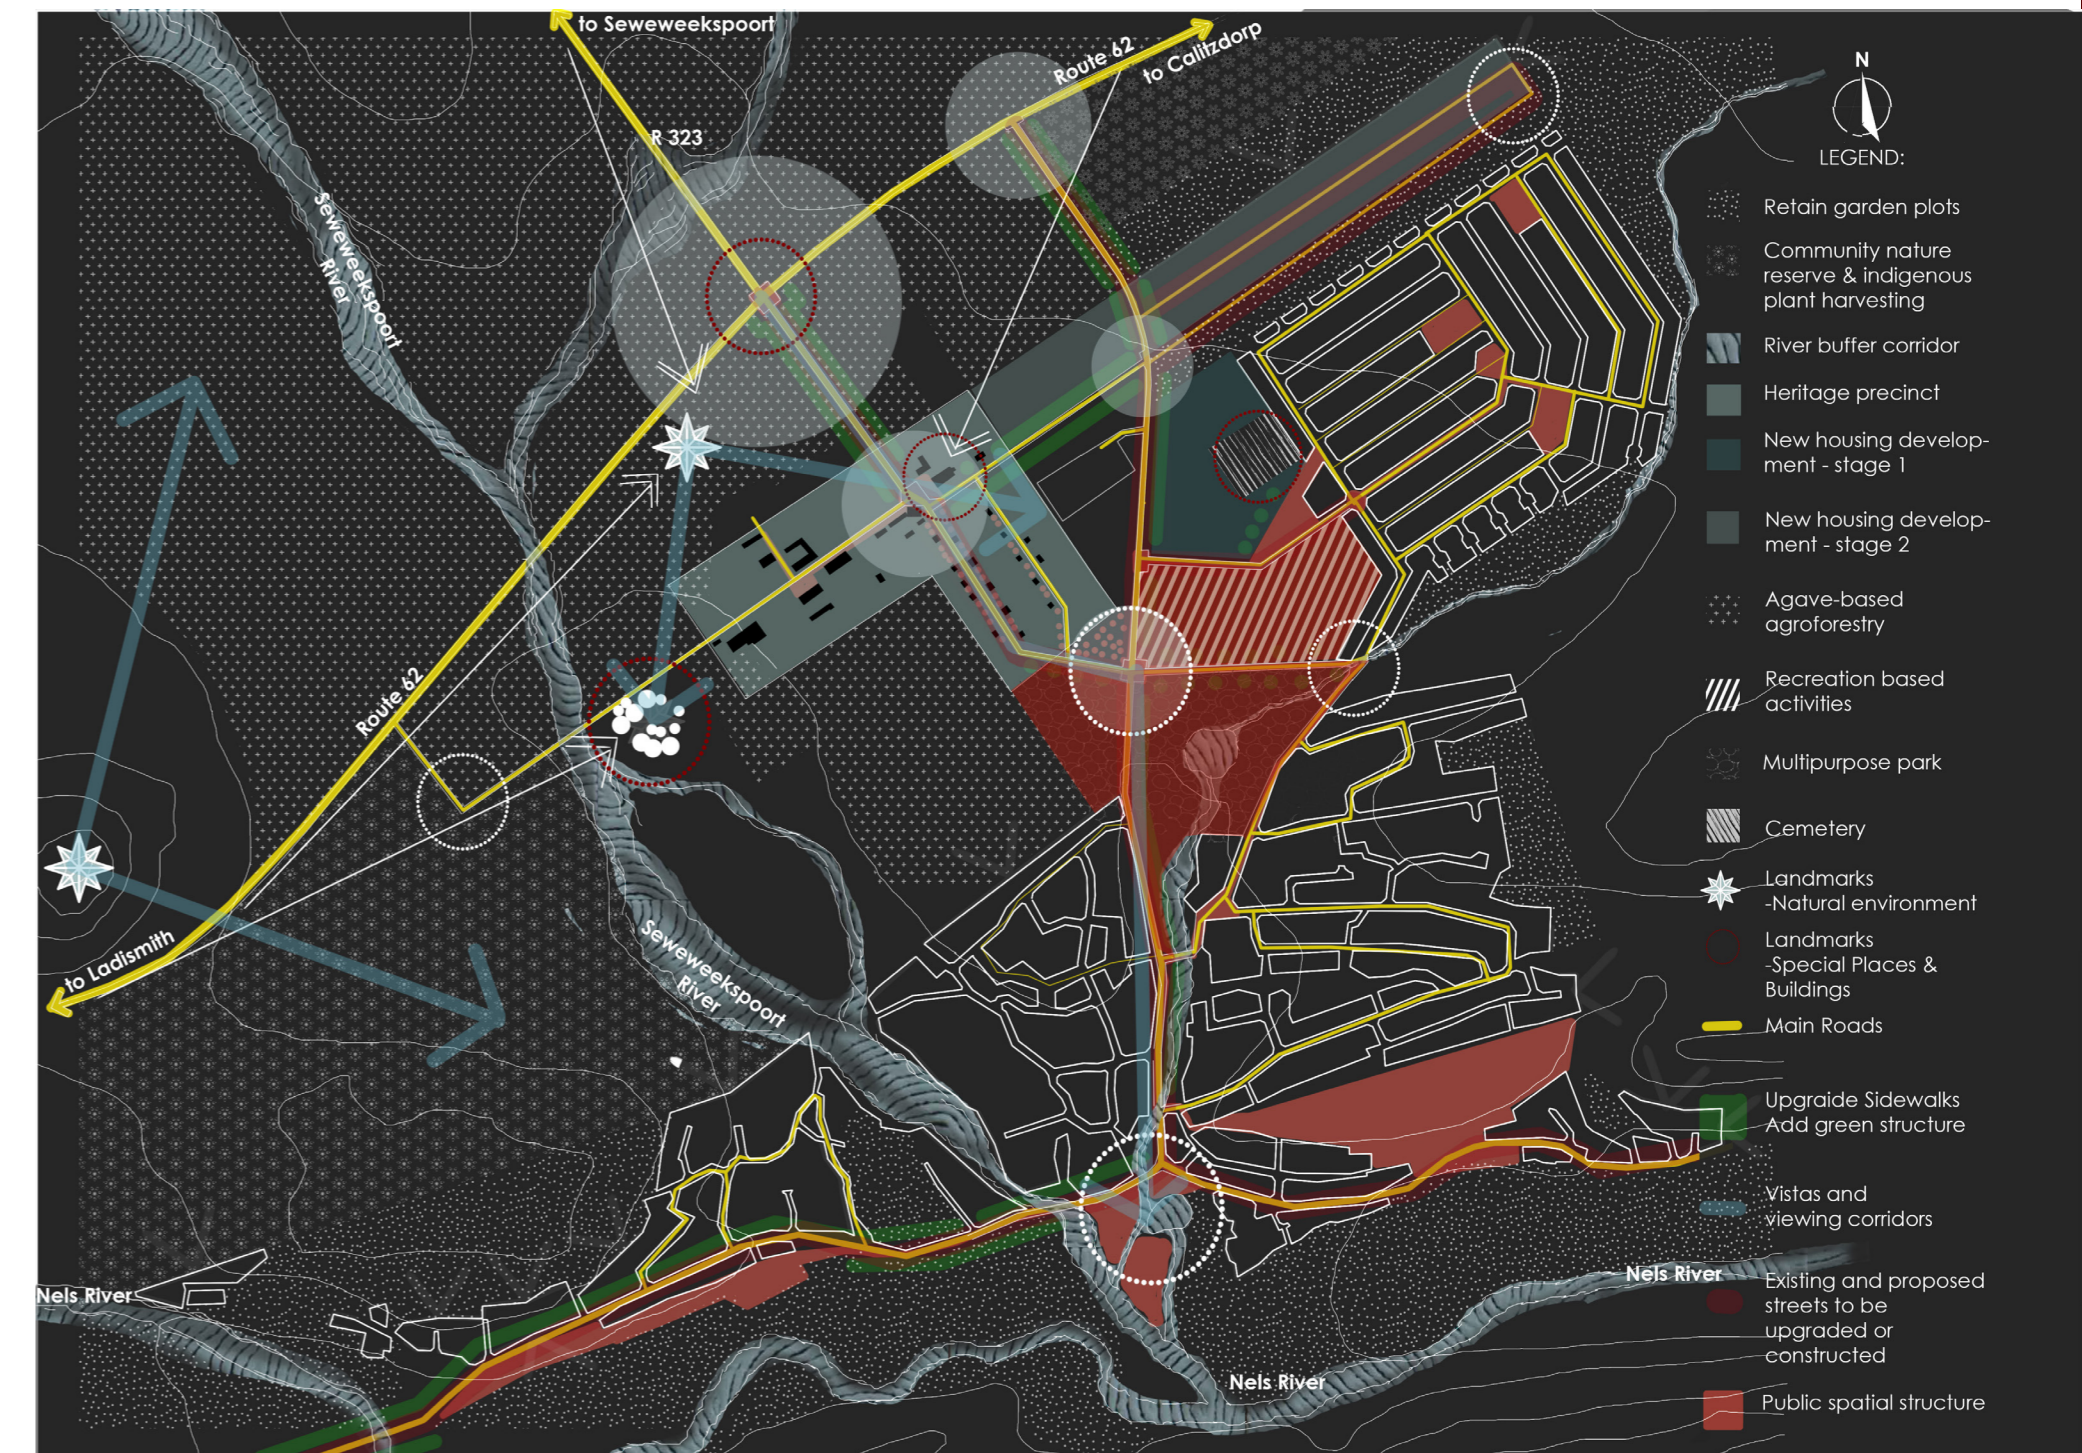 to Seweweekspoort
Route 62
to Calitzdorp
R 323
Seweweekspoort
River
Route 62
to Ladismith
Seweweekspoort
River
Nels River
Nels River
Nels River
N
LEGEND:
Retain garden plots
Community nature
reserve & indigenous
plant harvesting
River buffer corridor
Heritage precinct
New housing develop-
ment - stage 1
New housing develop-
ment - stage 2
Agave-based
agroforestry
Recreation based
activities
Multipurpose park
Cemetery
Landmarks
-Natural environment
Landmarks
-Special Places &
Buildings
Main Roads
Upgraide Sidewalks
Add green structure
Vistas and
viewing corridors
Existing and proposed
streets to be
upgraded or
constructed
Public spatial structure